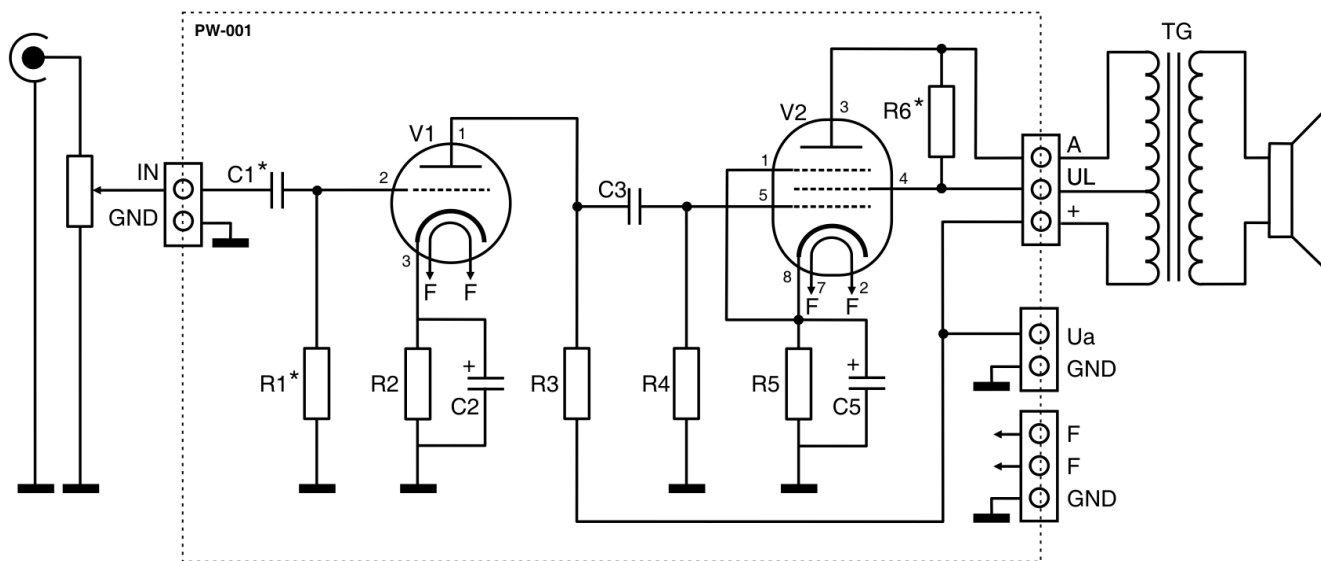 PW-001
TG
IN
GND
C1*
R1*
V1
1
2
3
F F
R2
+
C2
C3
R3
R4
V2
3
1
5
4
8
7
2
F F
R5
+
C5
R6*
A
UL
+
Ua
GND
F
F
GND